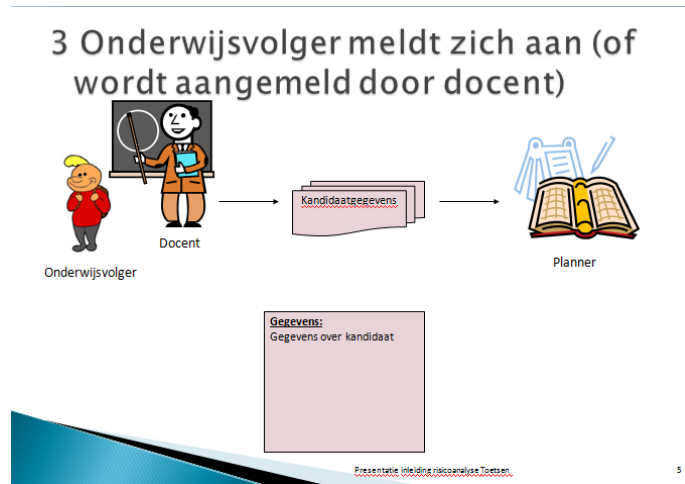 3 Onderwijsvolger meldt zich aan (of
wordt aangemeld door docent)
Kandidaatgegevens
Docent
Onderwijsvolger
Planner
Gegevens:
Gegevens over kandidaat
Presentatie inleiding risicoanalyse Toetsen
5